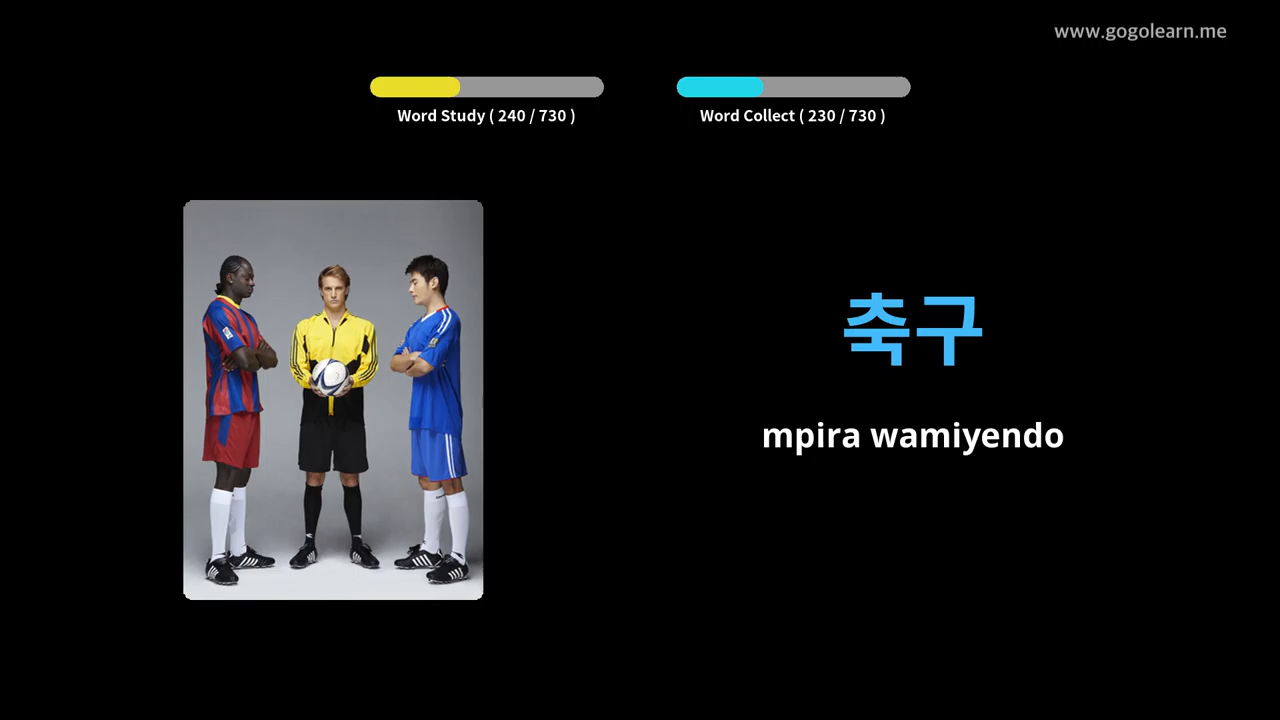 www.gogolearn.me
Word Study ( 240 / 730 )
Word Collect ( 230 / 730 )
축구
mpira wamiyendo